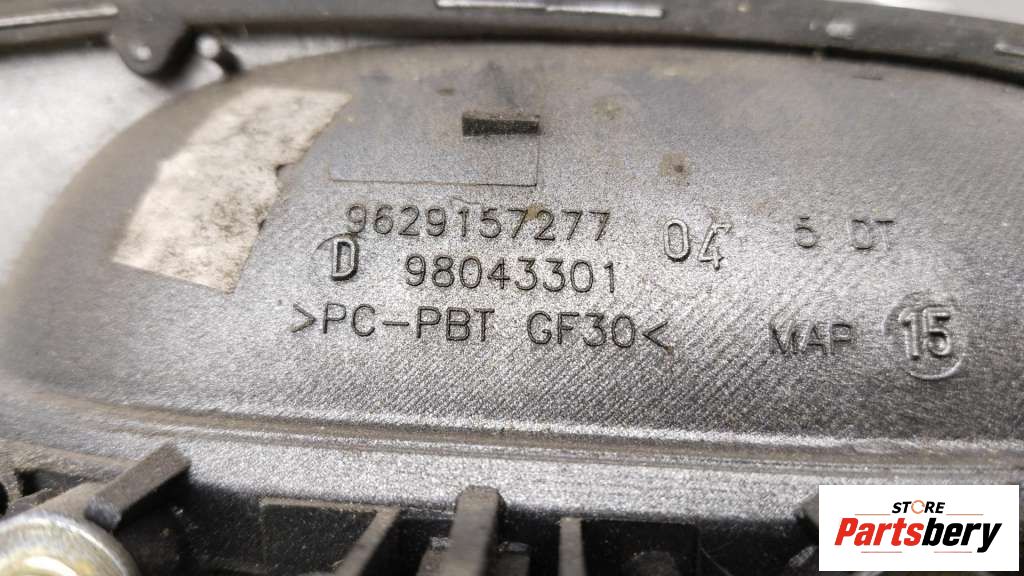 9629157277 04 5 DT
D 98043301
>PC-PBT GF30< MAP 15
STORE
Partsbery